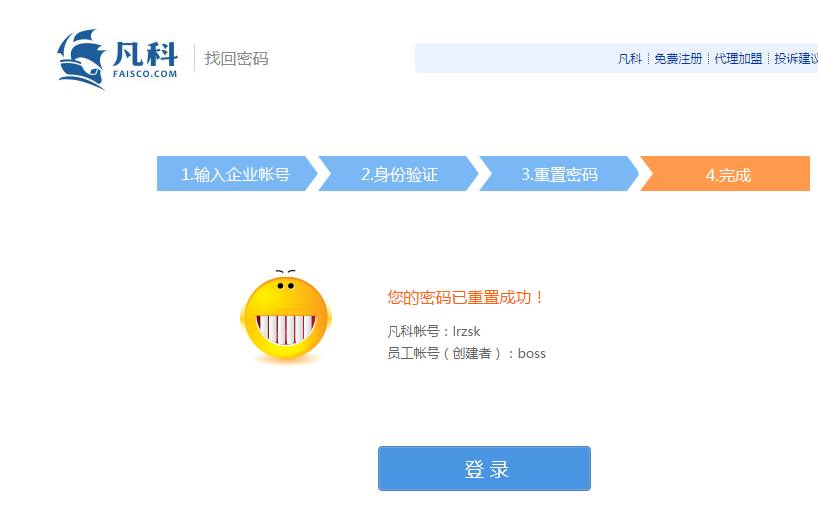 凡科
FAISCO.COM
找回密码
凡科 免费注册 代理加盟 投诉建议
1.输入企业帐号 2.身份验证 3.重置密码 4.完成
您的密码已重置成功！
凡科帐号：lrzsk
员工帐号（创建者）：boss
登 录